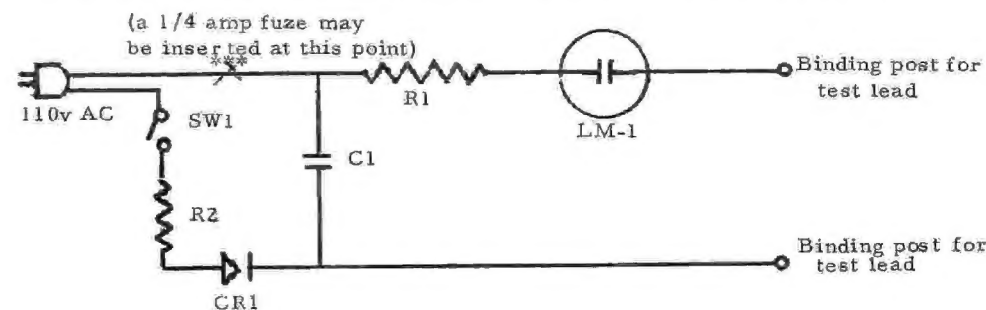 (a 1/4 amp fuze may
be inserted at this point)
***
110v AC
SW1
R2
CR1
C1
R1
LM-1
Binding post for
test lead
Binding post for
test lead